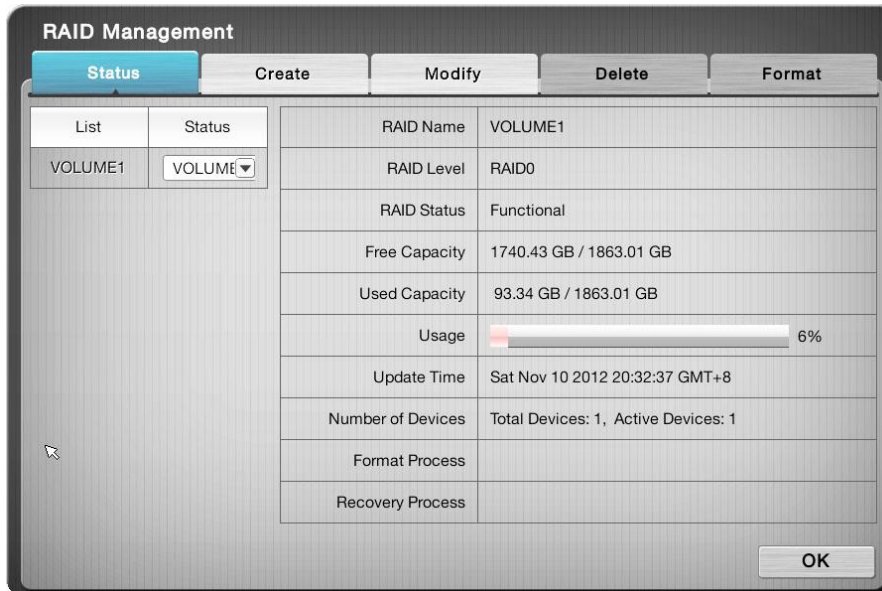 RAID Management
Status Create Modify Delete Format
List Status
VOLUME1 VOLUME
RAID Name VOLUME1
RAID Level RAID0
RAID Status Functional
Free Capacity 1740.43 GB / 1863.01 GB
Used Capacity 93.34 GB / 1863.01 GB
Usage 6%
Update Time Sat Nov 10 2012 20:32:37 GMT+8
Number of Devices Total Devices: 1, Active Devices: 1
Format Process
Recovery Process
OK